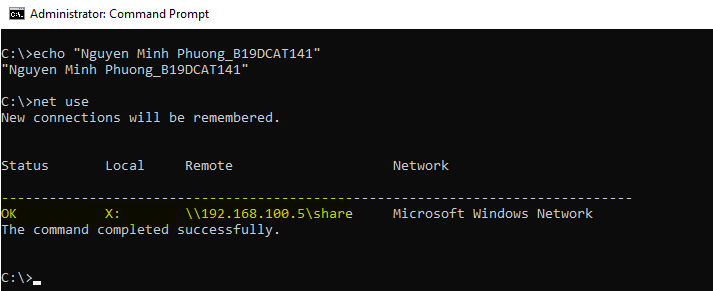 Administrator: Command Prompt
C:\>echo "Nguyen Minh Phuong_B19DCAT141"
"Nguyen Minh Phuong_B19DCAT141"
C:\>net use
New connections will be remembered.
Status       Local     Remote                    Network
-------------------------------------------------------------------------------
OK           X:        \\192.168.100.5\share     Microsoft Windows Network
The command completed successfully.
C:\>